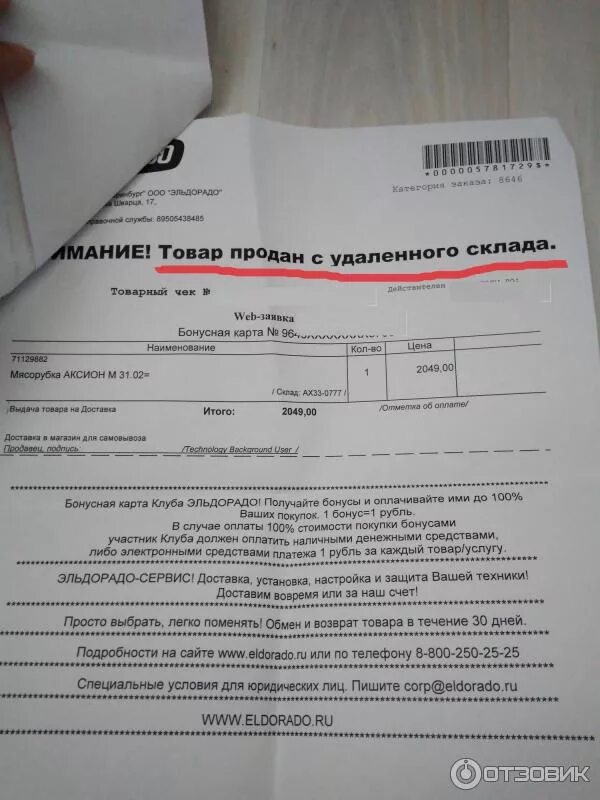 *000005781729$*
Категория заказа: 8646
ООО "ЭЛЬДОРАДО"
Шварца, 17,
службы: 89505438485
ИМАНИЕ! Товар продан с удаленного склада.
Товарный чек №
Действителен
Web-заявка
Бонусная карта №
Наименование Кол-во Цена
71129882
Мясорубка АКСИОН М 31.02= 1 2049,00
/ Склад: AX33-0777 /
Выдача товара на Доставка Итого: 2049,00 /Отметка об оплате/
Доставка в магазин для самовывоза
Продавец, подпись: /Technology Background User /
Бонусная карта Клуба ЭЛЬДОРАДО! Получайте бонусы и оплачивайте ими до 100%
Ваших покупок. 1 бонус=1 рубль.
В случае оплаты 100% стоимости покупки бонусами
участник Клуба должен оплатить наличными денежными средствами,
либо электронными средствами платежа 1 рубль за каждый товар/услугу.
ЭЛЬДОРАДО-СЕРВИС! Доставка, установка, настройка и защита Вашей техники!
Доставим вовремя или за наш счет!
Просто выбрать, легко поменять! Обмен и возврат товара в течение 30 дней.
Подробности на сайте www.eldorado.ru или по телефону 8-800-250-25-25
Специальные условия для юридических лиц. Пишите corp@eldorado.ru
WWW.ELDORADO.RU
ОТЗОВИК